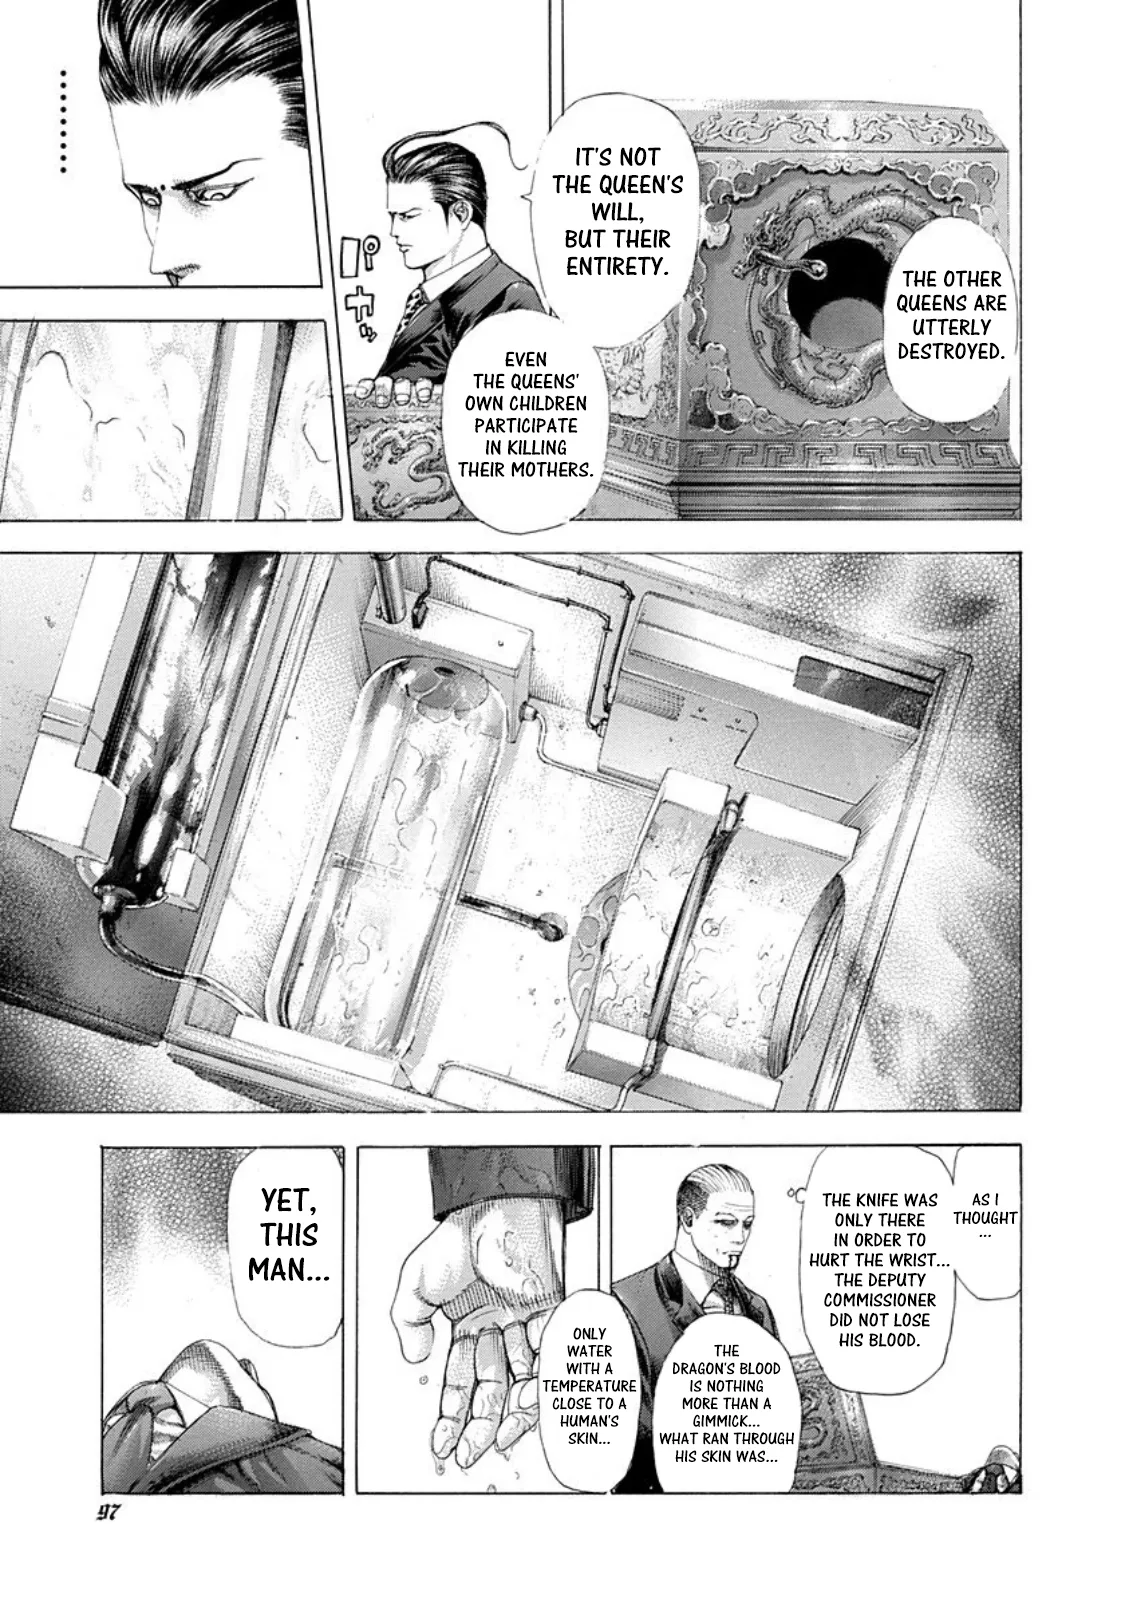 THE OTHER
QUEENS ARE
UTTERLY
DESTROYED.
IT'S NOT
THE QUEEN'S
WILL,
BUT THEIR
ENTIRETY.
EVEN
THE QUEENS'
OWN CHILDREN
PARTICIPATE
IN KILLING
THEIR MOTHERS.
パカッ
.........
AS I
THOUGHT
...
THE KNIFE WAS
ONLY THERE
IN ORDER TO
HURT THE WRIST...
THE DEPUTY
COMMISSIONER
DID NOT LOSE
HIS BLOOD.
THE
DRAGON'S BLOOD
IS NOTHING
MORE THAN A
GIMMICK...
WHAT RAN THROUGH
HIS SKIN WAS...
ONLY
WATER
WITH A
TEMPERATURE
CLOSE TO A
HUMAN'S
SKIN...
YET,
THIS
MAN...
97